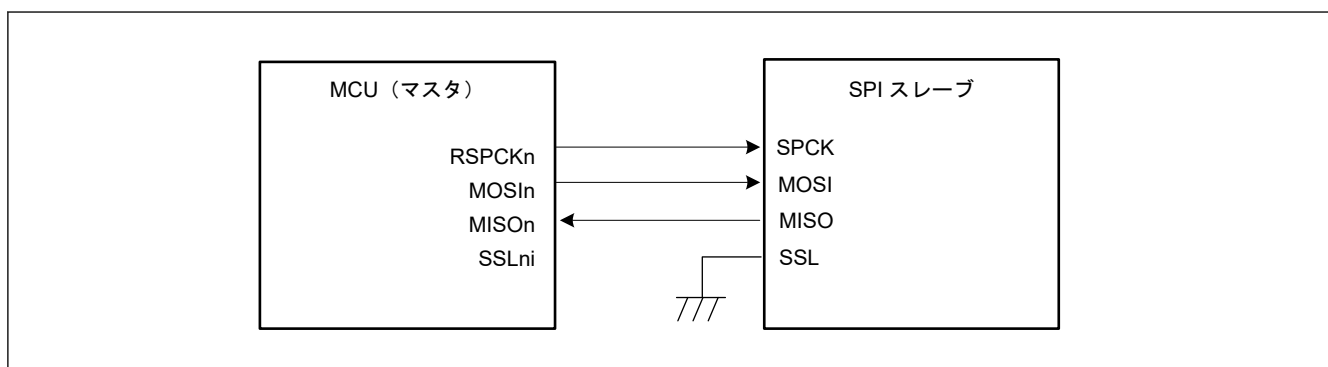 MCU（マスタ）
RSPCKn
MOSIn
MISOn
SSLni
SPI スレーブ
SPCK
MOSI
MISO
SSL